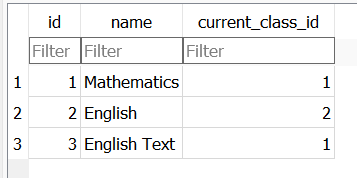 id name current_class_id
Filter Filter Filter
1 1 Mathematics 1
2 2 English 2
3 3 English Text 1